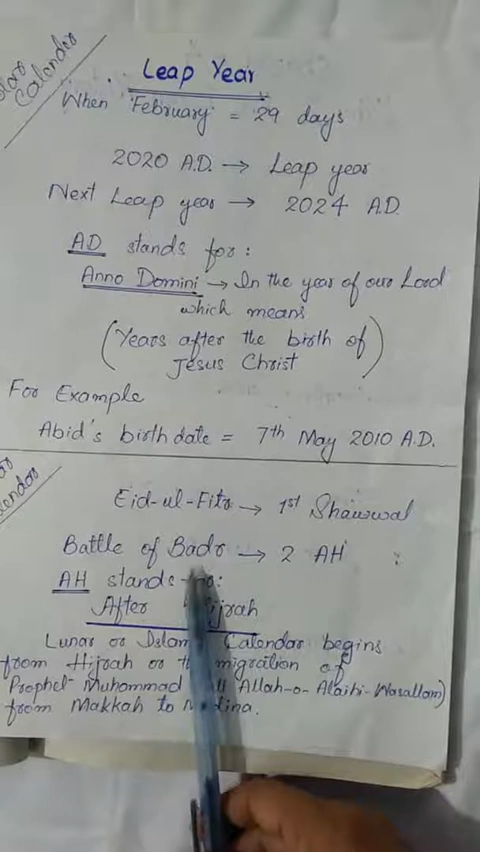 Calendar
Leap Year
When February = 29 days
2020 A.D. → Leap year
Next Leap year → 2024 A.D.
AD stands for:
Anno Domini → In the year of our Lord
which means
(Years after the birth of
Jesus Christ)
For Example
Abid's birth date = 7th May 2010 A.D.
Eid-ul-Fitr → 1st Shawwal
Battle of Badr → 2 AH
AH stands
After
Lunar or Calendar begins
from Hijrah or migration of
Prophet Muhammad Allah-o-Alaihi-Wasallam)
from Makkah to